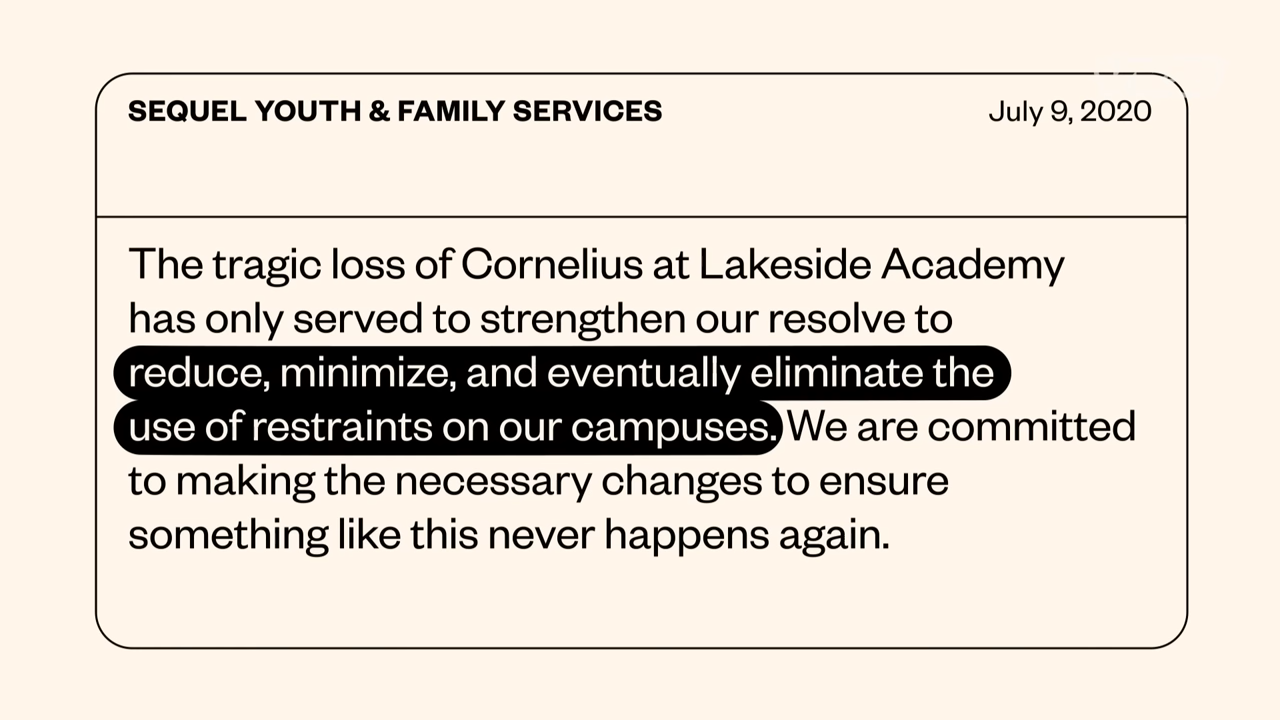 SEQUEL YOUTH & FAMILY SERVICES
July 9, 2020
The tragic loss of Cornelius at Lakeside Academy
has only served to strengthen our resolve to
reduce, minimize, and eventually eliminate the
use of restraints on our campuses. We are committed
to making the necessary changes to ensure
something like this never happens again.